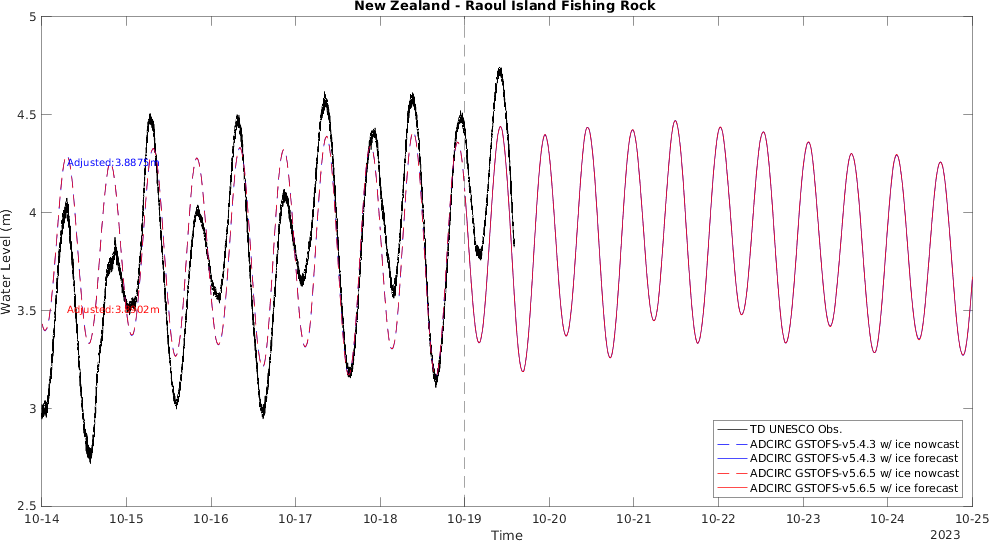 New Zealand - Raoul Island Fishing Rock
Water Level (m)
5
4.5
4
3.5
3
2.5
Adjusted:3.8875m
TD UNESCO Obs.
ADCIRC GSTOFS-v5.4.3 w/ ice nowcast
ADCIRC GSTOFS-v5.4.3 w/ ice forecast
ADCIRC GSTOFS-v5.6.5 w/ ice nowcast
ADCIRC GSTOFS-v5.6.5 w/ ice forecast
10-14 10-15 10-16 10-17 10-18 10-19 10-20 10-21 10-22 10-23 10-24 10-25
Time
2023